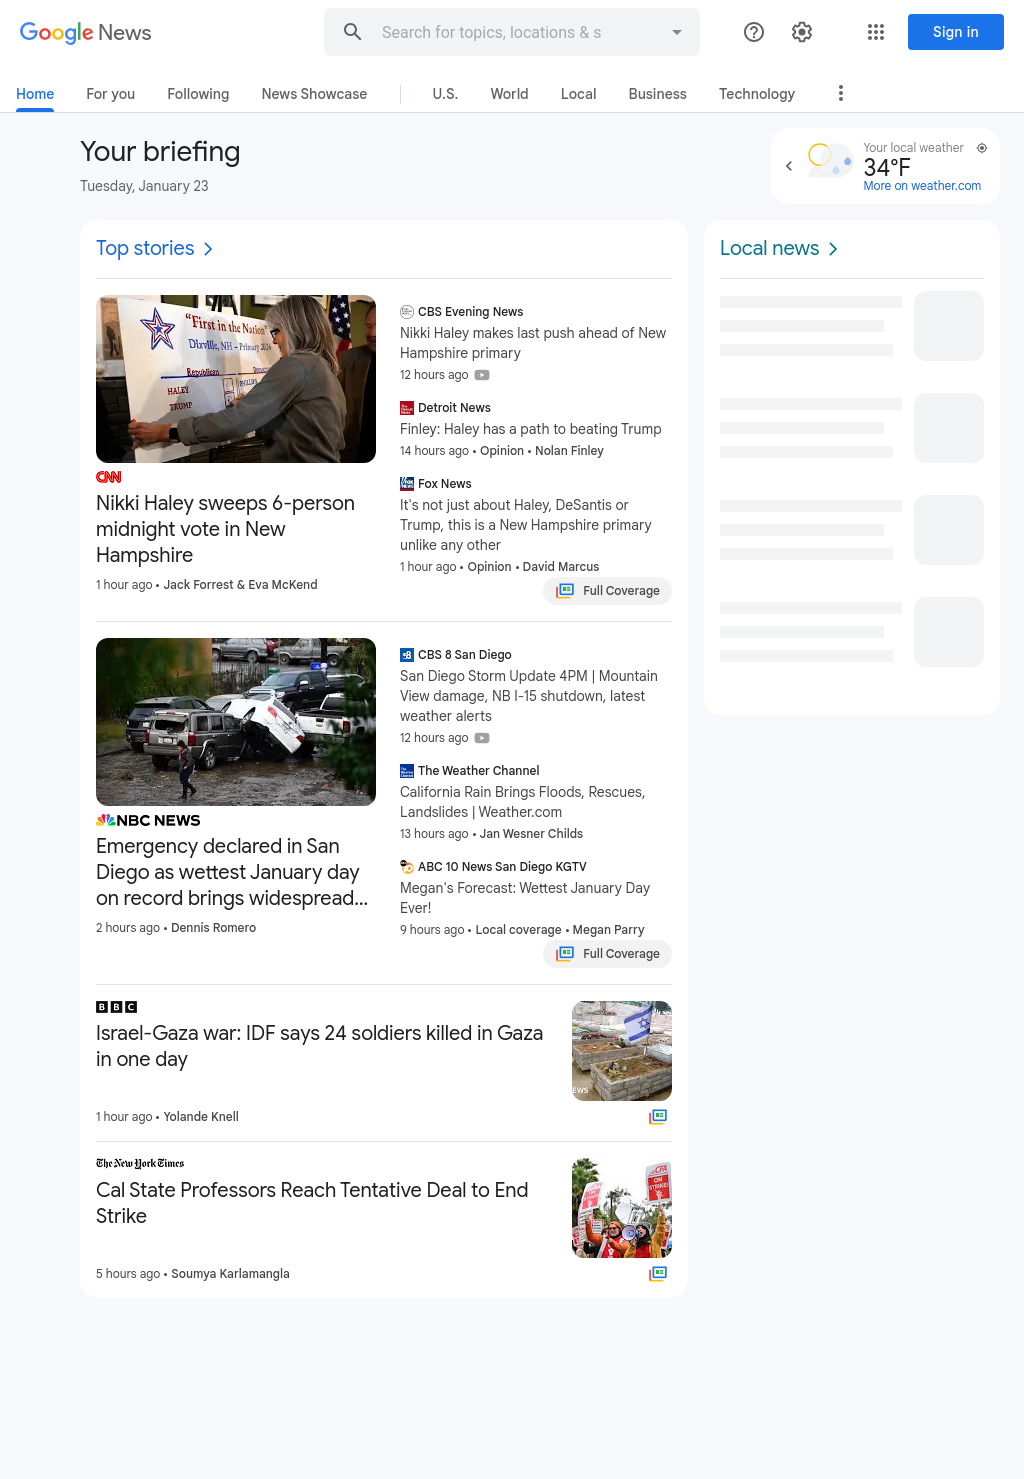 Google News
Search for topics, locations & s
Sign in
Home
For you
Following
News Showcase
U.S.
World
Local
Business
Technology
Your briefing
Tuesday, January 23
Your local weather
34°F
More on weather.com
Top stories
"First in the Nation"
Dixville, NH – Primary 2024
Republican
HALEY
TRUMP
PHILLIPS
CNN
Nikki Haley sweeps 6-person
midnight vote in New
Hampshire
1 hour ago • Jack Forrest & Eva McKend
CBS Evening News
Nikki Haley makes last push ahead of New
Hampshire primary
12 hours ago
Detroit News
Finley: Haley has a path to beating Trump
14 hours ago • Opinion • Nolan Finley
Fox News
It's not just about Haley, DeSantis or
Trump, this is a New Hampshire primary
unlike any other
1 hour ago • Opinion • David Marcus
Full Coverage
NBC NEWS
Emergency declared in San
Diego as wettest January day
on record brings widespread...
2 hours ago • Dennis Romero
CBS 8 San Diego
San Diego Storm Update 4PM | Mountain
View damage, NB I-15 shutdown, latest
weather alerts
12 hours ago
The Weather Channel
California Rain Brings Floods, Rescues,
Landslides | Weather.com
13 hours ago • Jan Wesner Childs
ABC 10 News San Diego KGTV
Megan's Forecast: Wettest January Day
Ever!
9 hours ago • Local coverage • Megan Parry
Full Coverage
BBC
Israel-Gaza war: IDF says 24 soldiers killed in Gaza
in one day
EWS
1 hour ago • Yolande Knell
The New York Times
Cal State Professors Reach Tentative Deal to End
Strike
CFA
ON
STRIKE!
5 hours ago • Soumya Karlamangla
Local news